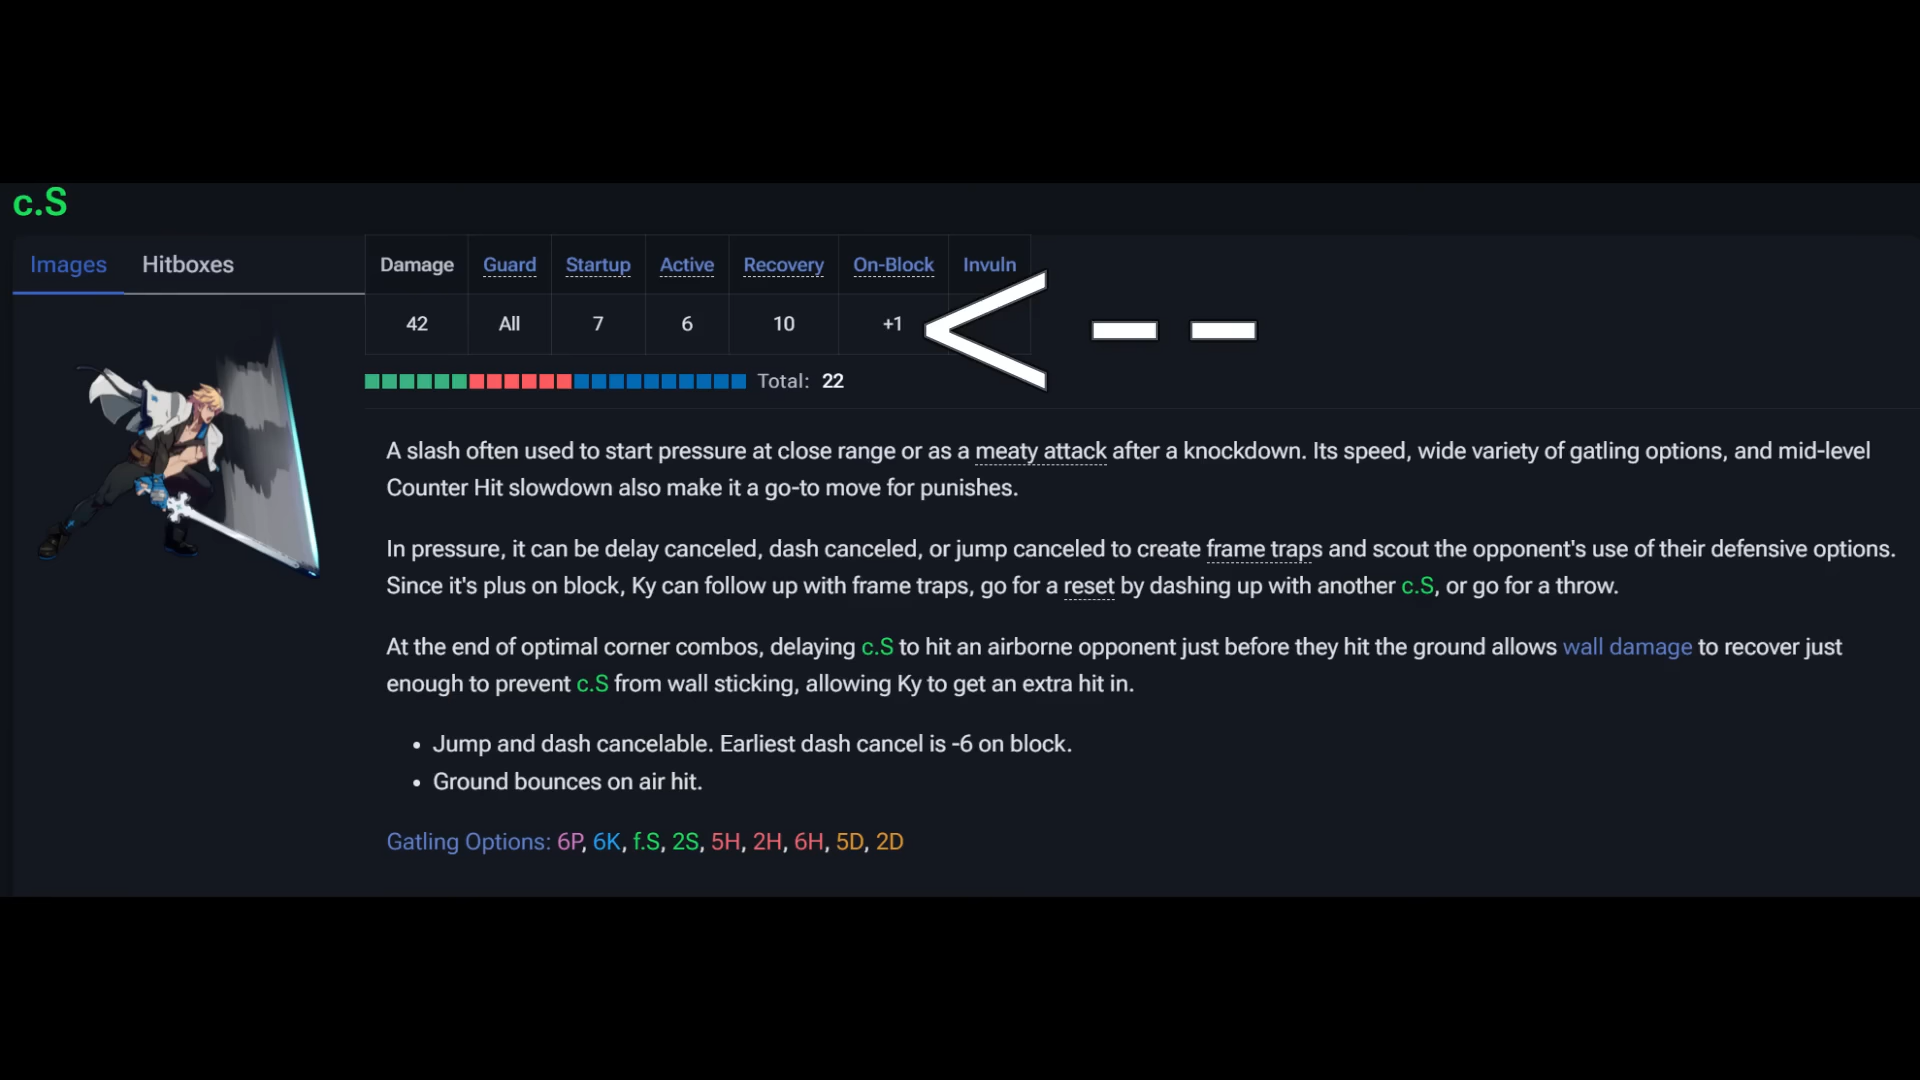 c.S
Images Hitboxes Damage Guard Startup Active Recovery On-Block Invuln
42 All 7 6 10 +1 < - -
Total: 22
A slash often used to start pressure at close range or as a meaty attack after a knockdown. Its speed, wide variety of gatling options, and mid-level
Counter Hit slowdown also make it a go-to move for punishes.
In pressure, it can be delay canceled, dash canceled, or jump canceled to create frame traps and scout the opponent's use of their defensive options.
Since it's plus on block, Ky can follow up with frame traps, go for a reset by dashing up with another c.S, or go for a throw.
At the end of optimal corner combos, delaying c.S to hit an airborne opponent just before they hit the ground allows wall damage to recover just
enough to prevent c.S from wall sticking, allowing Ky to get an extra hit in.
• Jump and dash cancelable. Earliest dash cancel is -6 on block.
• Ground bounces on air hit.
Gatling Options: 6P, 6K, f.S, 2S, 5H, 2H, 6H, 5D, 2D